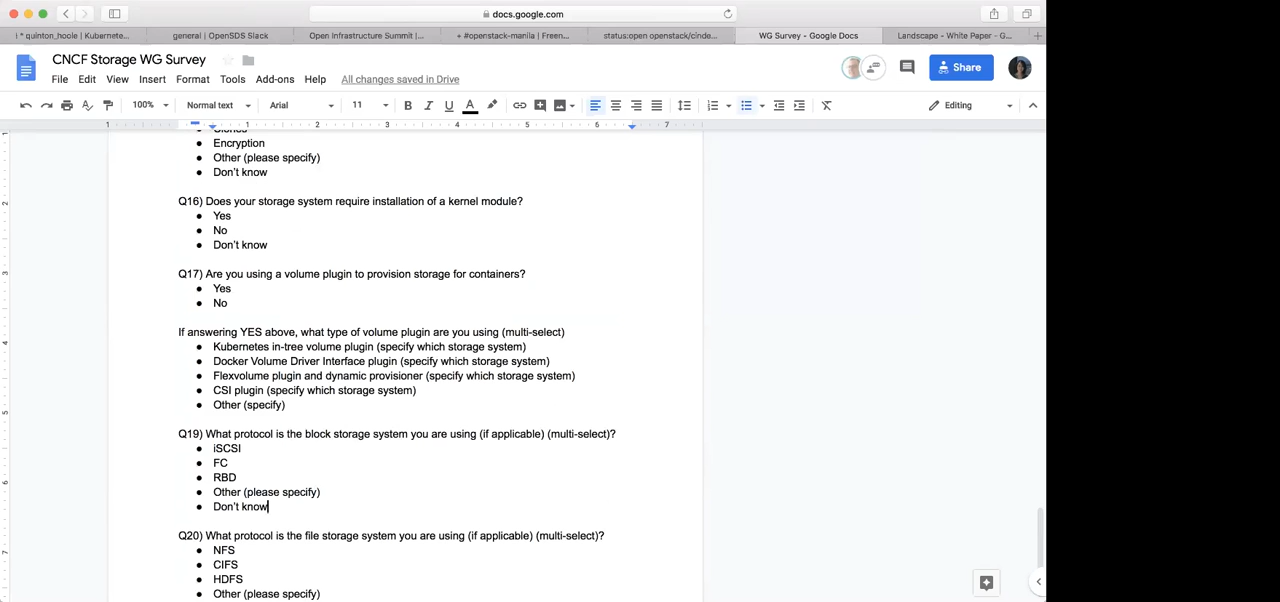 docs.google.com
! * quinton_hoole | Kubernete...
general | OpenSDS Slack
Open Infrastructure Summit |...
+ #openstack-manila | Freen...
status:open openstack/cinde...
WG Survey - Google Docs
Landscape - White Paper - G...
CNCF Storage WG Survey
File Edit View Insert Format Tools Add-ons Help All changes saved in Drive
Share
100% Normal text Arial 11 B I U A Editing
1 1 2 3 4 5 6 7
Clones
● Encryption
● Other (please specify)
● Don't know
Q16) Does your storage system require installation of a kernel module?
● Yes
● No
● Don't know
Q17) Are you using a volume plugin to provision storage for containers?
● Yes
● No
If answering YES above, what type of volume plugin are you using (multi-select)
● Kubernetes in-tree volume plugin (specify which storage system)
● Docker Volume Driver Interface plugin (specify which storage system)
● Flexvolume plugin and dynamic provisioner (specify which storage system)
● CSI plugin (specify which storage system)
● Other (specify)
Q19) What protocol is the block storage system you are using (if applicable) (multi-select)?
● iSCSI
● FC
● RBD
● Other (please specify)
● Don't know
Q20) What protocol is the file storage system you are using (if applicable) (multi-select)?
● NFS
● CIFS
● HDFS
● Other (please specify)